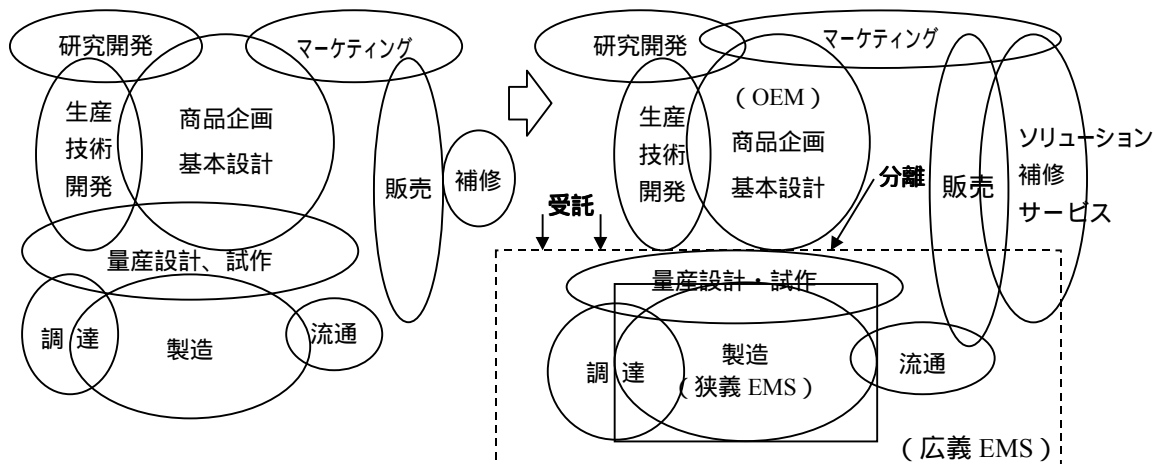 研究開発
マーケティング
生産
技術
開発
商品企画
基本設計
販売
補修
量産設計、試作
調 達
製造
流通
研究開発
マーケティング
生産
技術
開発
（OEM）
商品企画
基本設計
分離
販売
ソリューション
補修
サービス
受託
量産設計・試作
調 達
製造
（狭義 EMS）
流通
（広義 EMS）